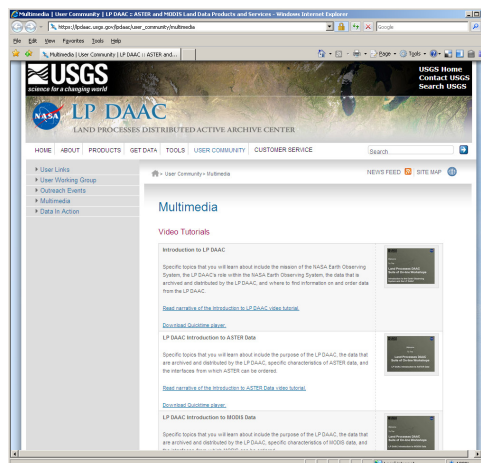 Multimedia | User Community | LP DAAC :: ASTER and MODIS Land Data Products and Services - Windows Internet Explorer
https://lpdaac.usgs.gov/lpdaac/user_community/multimedia
Google
File Edit View Favorites Tools Help
Multimedia | User Community | LP DAAC :: ASTER and...
Page Tools
USGS
science for a changing world
USGS Home
Contact USGS
Search USGS
NASA
LP DAAC
LAND PROCESSES DISTRIBUTED ACTIVE ARCHIVE CENTER
HOME ABOUT PRODUCTS GET DATA TOOLS USER COMMUNITY CUSTOMER SERVICE
Search
User Links
User Working Group
Outreach Events
Multimedia
Data In Action
User Community Multimedia
NEWS FEED SITE MAP
Multimedia
Video Tutorials
Introduction to LP DAAC
Specific topics that you will learn about include the mission of the NASA Earth Observing
System, the LP DAAC's role within the NASA Earth Observing System, the data that is
archived and distributed by the LP DAAC, and where to find information on and order data
from the LP DAAC.
Read narrative of the Introduction to LP DAAC video tutorial.
Download Quicktime player.
LP DAAC Introduction to ASTER Data
Specific topics that you will learn about include the purpose of the LP DAAC, the data that
are archived and distributed by the LP DAAC, specific characteristics of ASTER data, and
the interfaces from which ASTER can be ordered.
Read narrative of the Introduction to ASTER Data video tutorial.
Download Quicktime player.
LP DAAC Introduction to MODIS Data
Specific topics that you will learn about include the purpose of the LP DAAC, the data that
are archived and distributed by the LP DAAC, specific characteristics of MODIS data, and